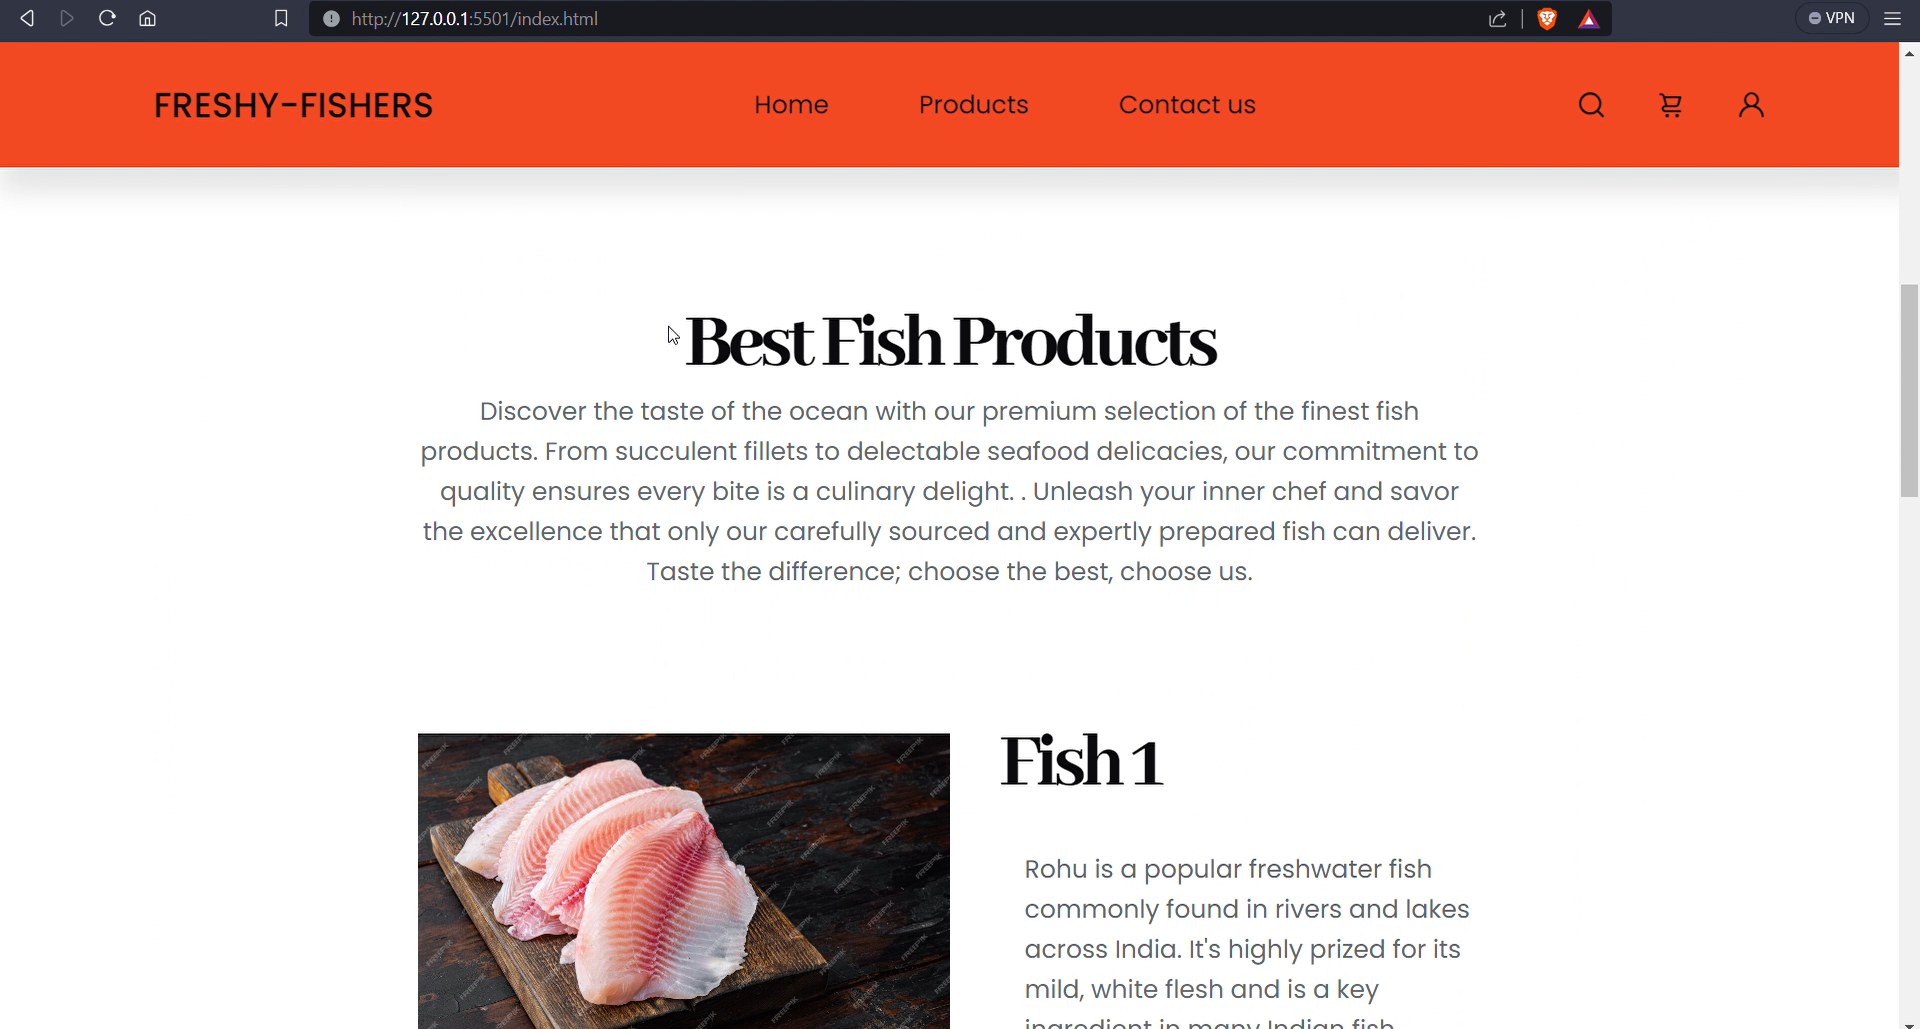 http://127.0.0.1:5501/index.html
VPN
FRESHY-FISHERS
Home
Products
Contact us
Best Fish Products
Discover the taste of the ocean with our premium selection of the finest fish
products. From succulent fillets to delectable seafood delicacies, our commitment to
quality ensures every bite is a culinary delight. . Unleash your inner chef and savor
the excellence that only our carefully sourced and expertly prepared fish can deliver.
Taste the difference; choose the best, choose us.
Fish 1
Rohu is a popular freshwater fish
commonly found in rivers and lakes
across India. It's highly prized for its
mild, white flesh and is a key
ingredient in many Indian fish